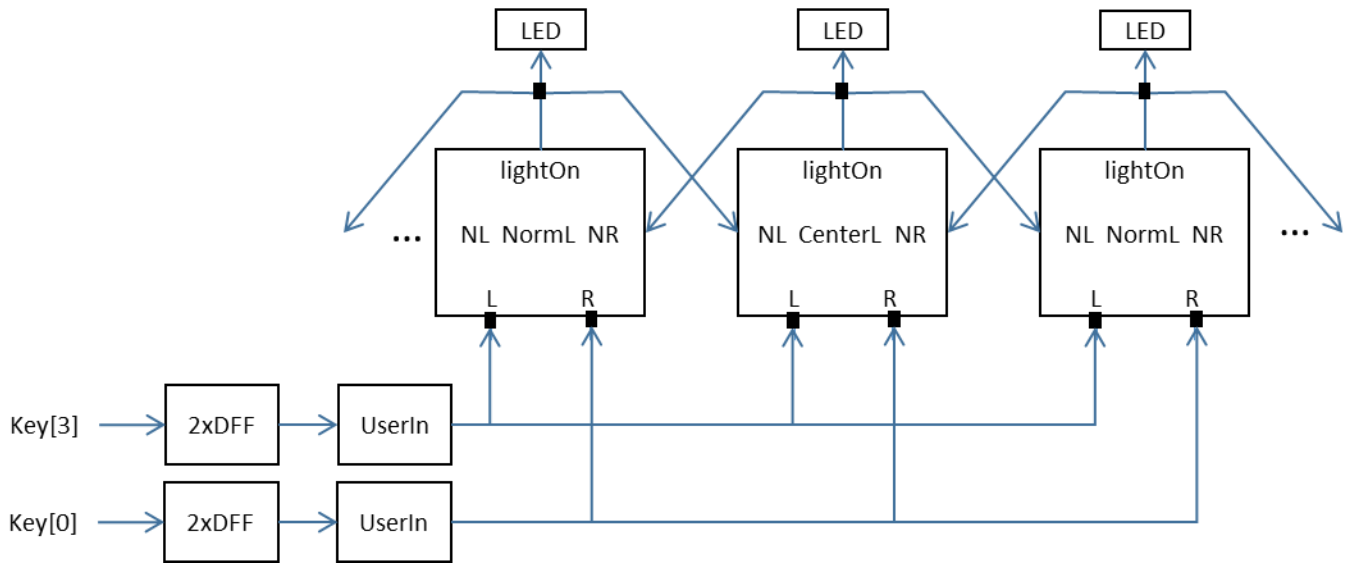 LED LED LED
lightOn lightOn lightOn
... NL NormL NR NL CenterL NR NL NormL NR ...
L R L R L R
Key[3] 2xDFF UserIn
Key[0] 2xDFF UserIn